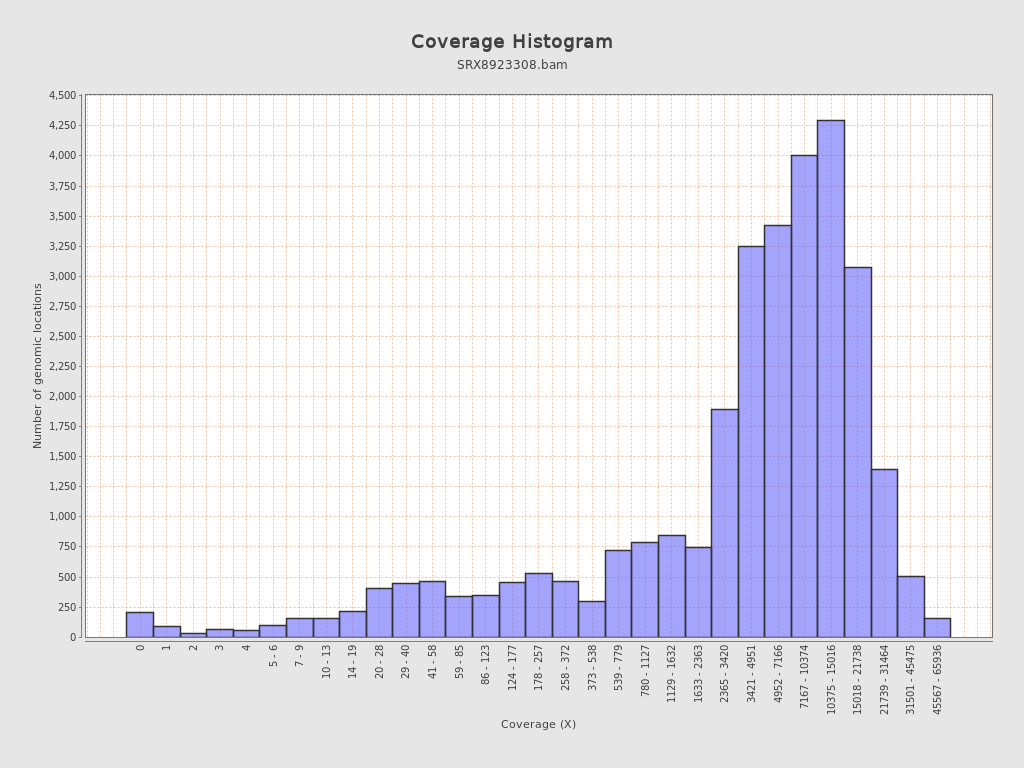 Coverage Histogram
SRX8923308.bam
Number of genomic locations
4,500
4,250
4,000
3,750
3,500
3,250
3,000
2,750
2,500
2,250
2,000
1,750
1,500
1,250
1,000
750
500
250
0
0
1
2
3
4
5 - 6
7 - 9
10 - 13
14 - 19
20 - 28
29 - 40
41 - 58
59 - 85
86 - 123
124 - 177
178 - 257
258 - 372
373 - 538
539 - 779
780 - 1127
1129 - 1632
1633 - 2363
2365 - 3420
3421 - 4951
4952 - 7166
7167 - 10374
10375 - 15016
15018 - 21738
21739 - 31464
31501 - 45475
45567 - 65936
Coverage (X)